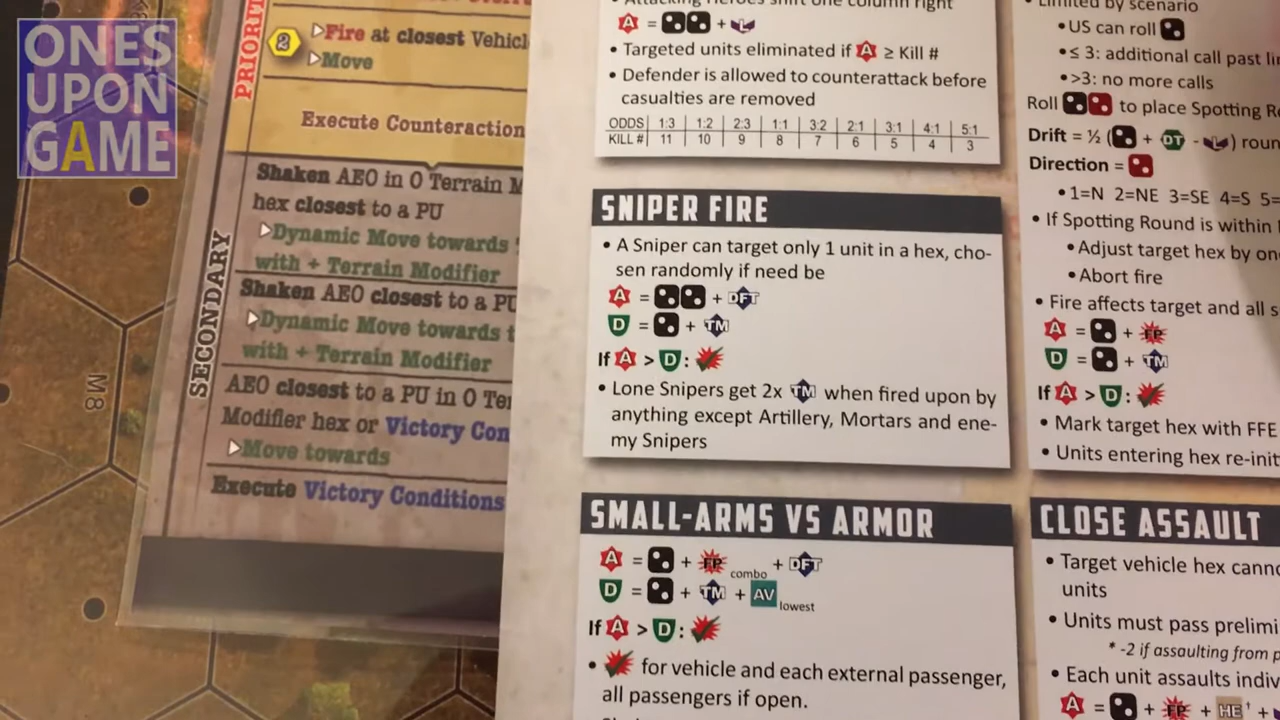 ONES
UPON
GAME
PRIORIT
2
Fire at closest Vehicl
Move
Execute Counteraction
SECONDARY
Shaken AEO in 0 Terrain M
hex closest to a PU
Dynamic Move towards
with + Terrain Modifier
Shaken AEO closest to a PU
Dynamic Move towards t
with + Terrain Modifier
AEO closest to a PU in 0 Ter
Modifier hex or Victory Con
Move towards
Execute Victory Conditions
M8
Attacking Heroes shift one column right
A = + L
• Targeted units eliminated if A ≥ Kill #
• Defender is allowed to counterattack before
casualties are removed
ODDS 1:3 1:2 2:3 1:1 3:2 2:1 3:1 4:1 5:1
KILL # 11 10 9 8 7 6 5 4 3
SNIPER FIRE
• A Sniper can target only 1 unit in a hex, cho-
sen randomly if need be
A = + DFT
D = + TM
If A > D :
• Lone Snipers get 2x TM when fired upon by
anything except Artillery, Mortars and ene-
my Snipers
SMALL-ARMS VS ARMOR
A = + FP combo + DFT
D = + TM + AV lowest
If A > D :
• for vehicle and each external passenger,
all passengers if open.
• Limited by scenario
• US can roll
• ≤ 3: additional call past li
• >3: no more calls
Roll to place Spotting R
Drift = ½ ( + DT - L ) roun
Direction =
• 1=N 2=NE 3=SE 4=S 5=
• If Spotting Round is within
• Adjust target hex by on
• Abort fire
• Fire affects target and all s
A = + FP
D = + TM
If A > D :
• Mark target hex with FFE
• Units entering hex re-init
CLOSE ASSAULT
• Target vehicle hex canno
units
• Units must pass prelimi
* -2 if assaulting from p
• Each unit assaults indiv
A = + FP + HE † +